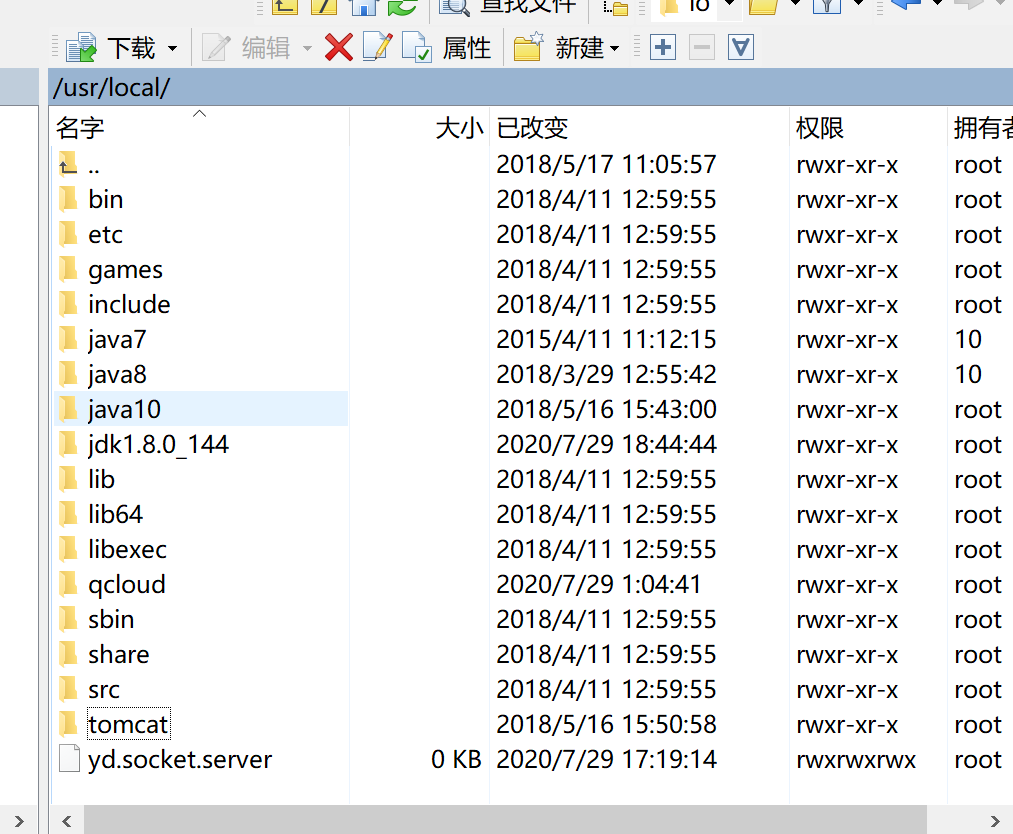 查找文件
下载 编辑 属性 新建
/usr/local/
名字 大小 已改变 权限 拥有者
.. 2018/5/17 11:05:57 rwxr-xr-x root
bin 2018/4/11 12:59:55 rwxr-xr-x root
etc 2018/4/11 12:59:55 rwxr-xr-x root
games 2018/4/11 12:59:55 rwxr-xr-x root
include 2018/4/11 12:59:55 rwxr-xr-x root
java7 2015/4/11 11:12:15 rwxr-xr-x 10
java8 2018/3/29 12:55:42 rwxr-xr-x 10
java10 2018/5/16 15:43:00 rwxr-xr-x root
jdk1.8.0_144 2020/7/29 18:44:44 rwxr-xr-x root
lib 2018/4/11 12:59:55 rwxr-xr-x root
lib64 2018/4/11 12:59:55 rwxr-xr-x root
libexec 2018/4/11 12:59:55 rwxr-xr-x root
qcloud 2020/7/29 1:04:41 rwxr-xr-x root
sbin 2018/4/11 12:59:55 rwxr-xr-x root
share 2018/4/11 12:59:55 rwxr-xr-x root
src 2018/4/11 12:59:55 rwxr-xr-x root
tomcat 2018/5/16 15:50:58 rwxr-xr-x root
yd.socket.server 0 KB 2020/7/29 17:19:14 rwxrwxrwx root